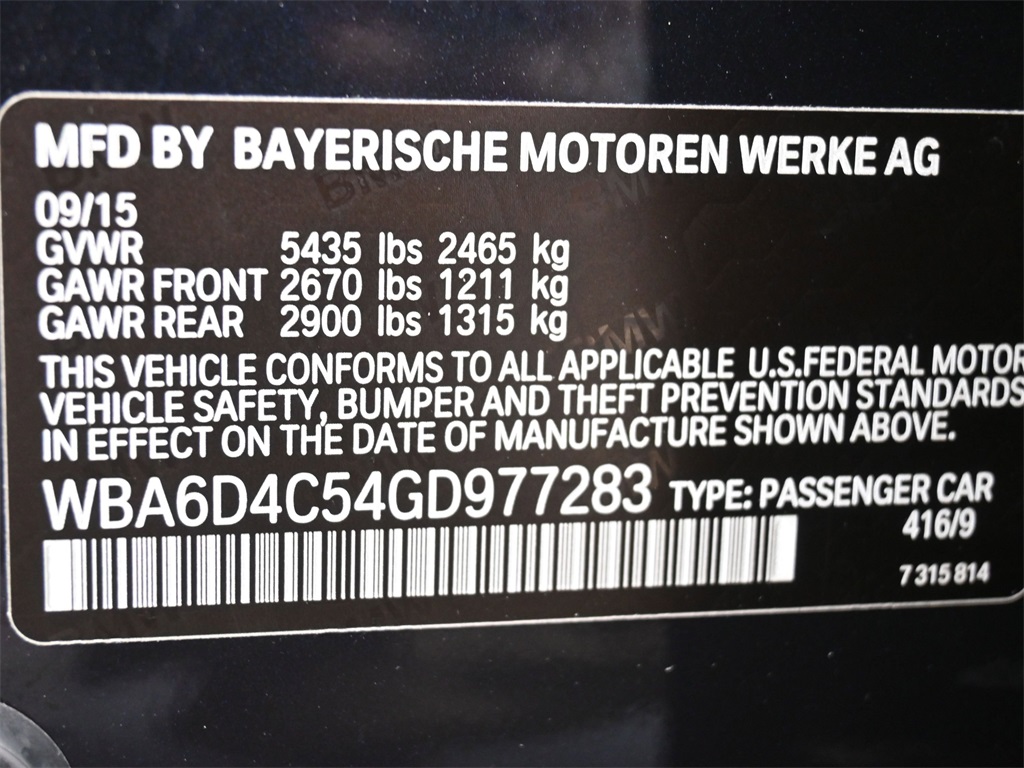 MFD BY BAYERISCHE MOTOREN WERKE AG
09/15
GVWR 5435 lbs 2465 kg
GAWR FRONT 2670 lbs 1211 kg
GAWR REAR 2900 lbs 1315 kg
THIS VEHICLE CONFORMS TO ALL APPLICABLE U.S.FEDERAL MOTOR
VEHICLE SAFETY, BUMPER AND THEFT PREVENTION STANDARDS
IN EFFECT ON THE DATE OF MANUFACTURE SHOWN ABOVE.
WBA6D4C54GD977283 TYPE: PASSENGER CAR
416/9
7 315 814